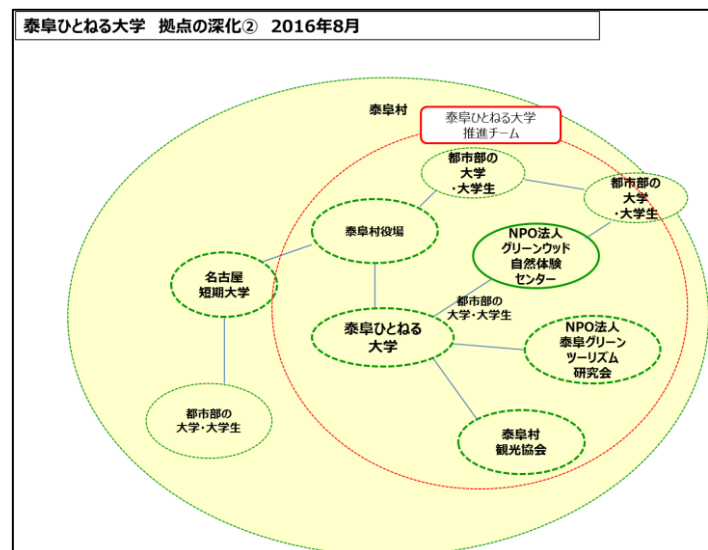 泰阜ひとねる大学 拠点の深化② 2016年8月
泰阜村
泰阜ひとねる大学
推進チーム
都市部の
大学
・大学生
都市部の
大学
・大学生
泰阜村役場
NPO法人
グリーンウッド
自然体験
センター
名古屋
短期大学
都市部の
大学・大学生
泰阜ひとねる
大学
NPO法人
泰阜グリーン
ツーリズム
研究会
都市部の
大学・大学生
泰阜村
観光協会